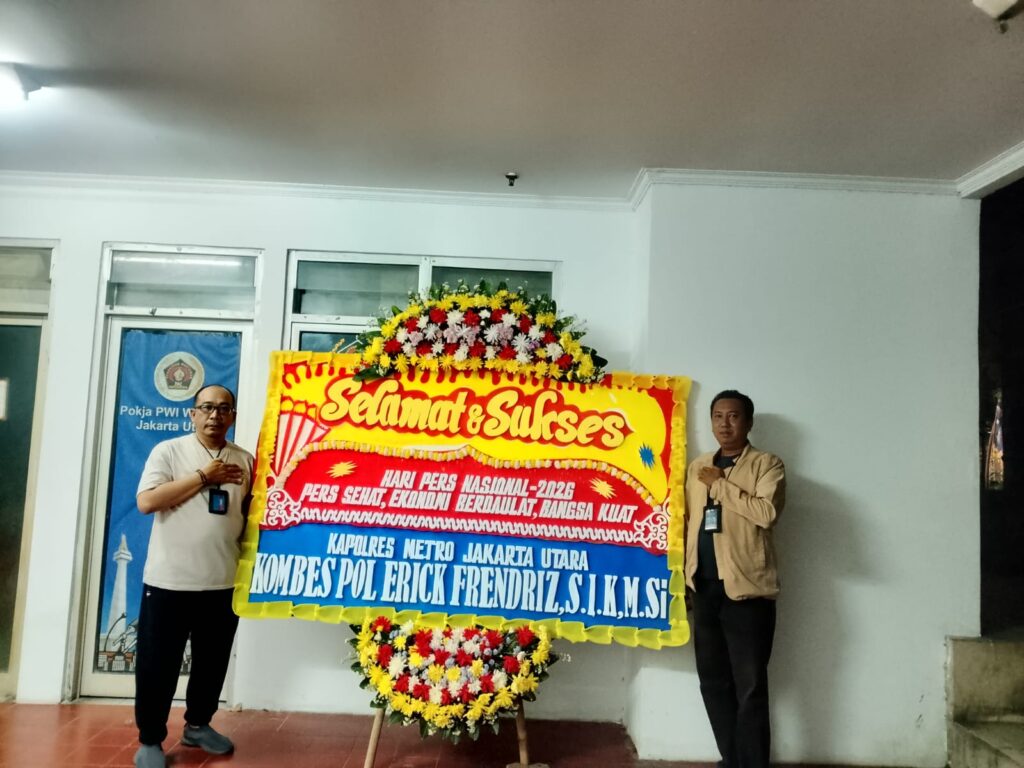 Selamat & Sukses
HARI PERS NASIONAL-2026
PERS SEHAT, EKONOMI BERDAULAT, BANGSA KUAT
KAPOLRES METRO JAKARTA UTARA
KOMBES POL ERICK FRENDRIZ,S.I.K,M.Si
Pokja PWI W
Jakarta Ut